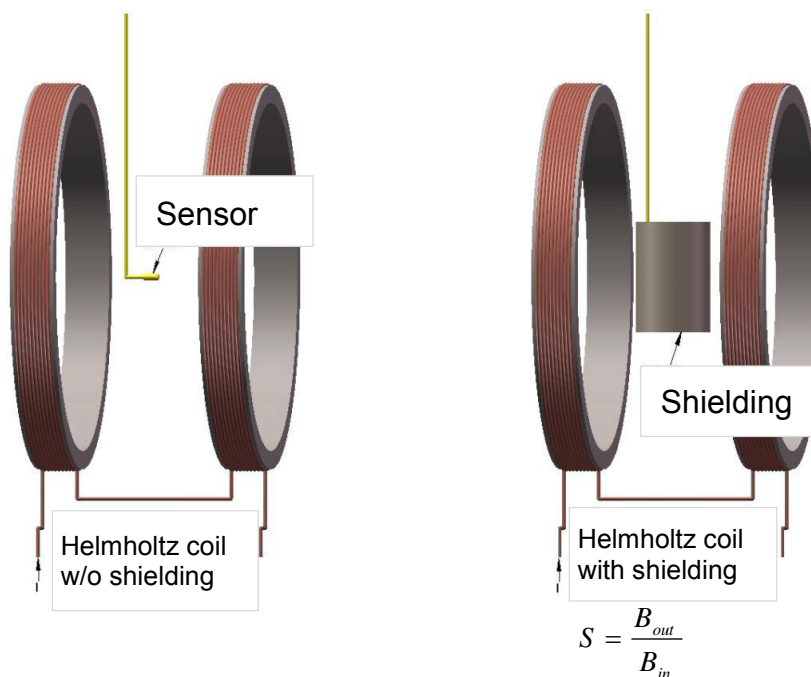 Sensor
Shielding
Helmholtz coil
w/o shielding
I
Helmholtz coil
with shielding
I
S = B_out / B_in